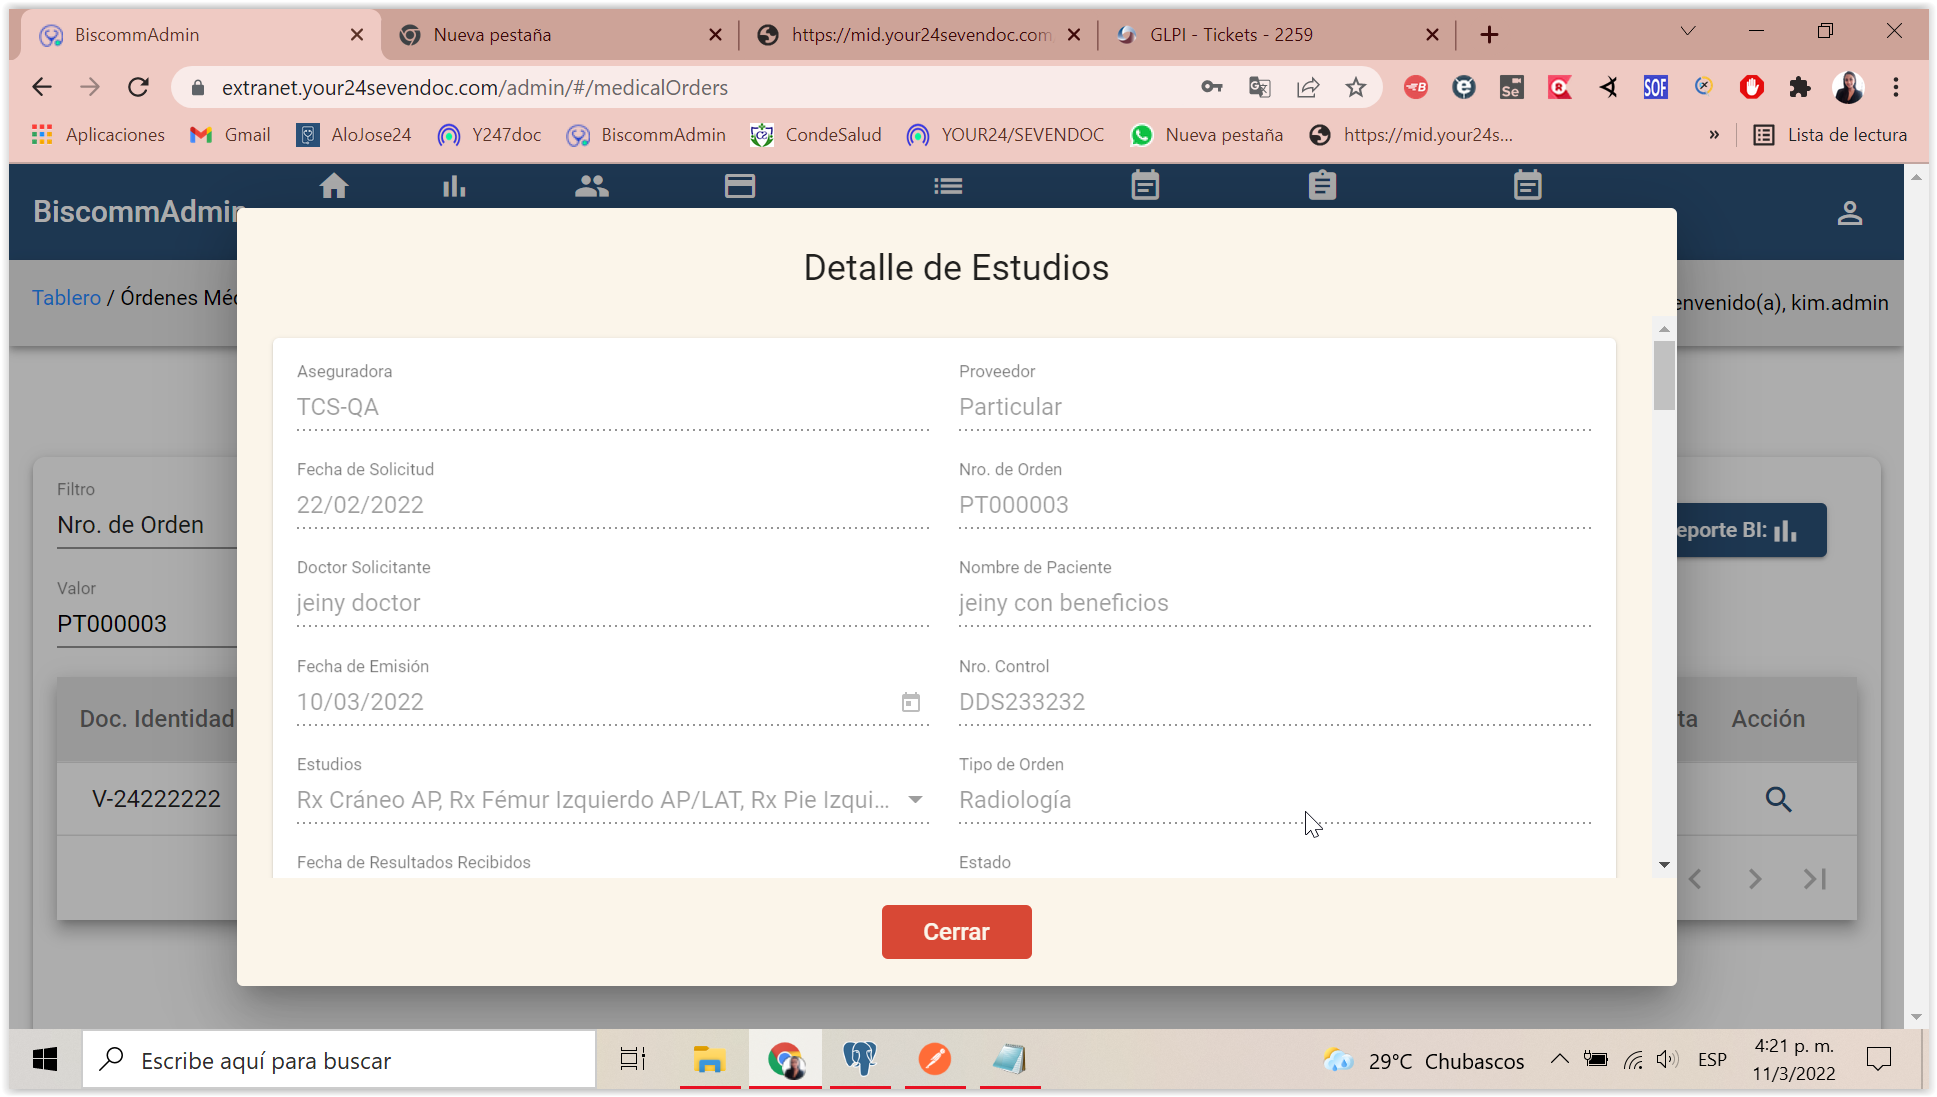 BiscommAdmin
Nueva pestaña
https://mid.your24sevendoc.com
GLPI - Tickets - 2259
extranet.your24sevendoc.com/admin/#/medicalOrders
Aplicaciones
Gmail
AloJose24
Y247doc
BiscommAdmin
CondeSalud
YOUR24/SEVENDOC
Nueva pestaña
https://mid.your24s...
»
Lista de lectura
BiscommAdmin
Tablero / Órdenes Méd
envenido(a), kim.admin
Detalle de Estudios
Aseguradora
TCS-QA
Proveedor
Particular
Fecha de Solicitud
22/02/2022
Nro. de Orden
PT000003
Doctor Solicitante
jeiny doctor
Nombre de Paciente
jeiny con beneficios
Fecha de Emisión
10/03/2022
Nro. Control
DDS233232
Estudios
Rx Cráneo AP, Rx Fémur Izquierdo AP/LAT, Rx Pie Izqui...
Tipo de Orden
Radiología
Fecha de Resultados Recibidos
Estado
Cerrar
Filtro
Nro. de Orden
Valor
PT000003
eporte BI:
Doc. Identidad
ta
Acción
V-24222222
Escribe aquí para buscar
29°C Chubascos
ESP
4:21 p. m.
11/3/2022